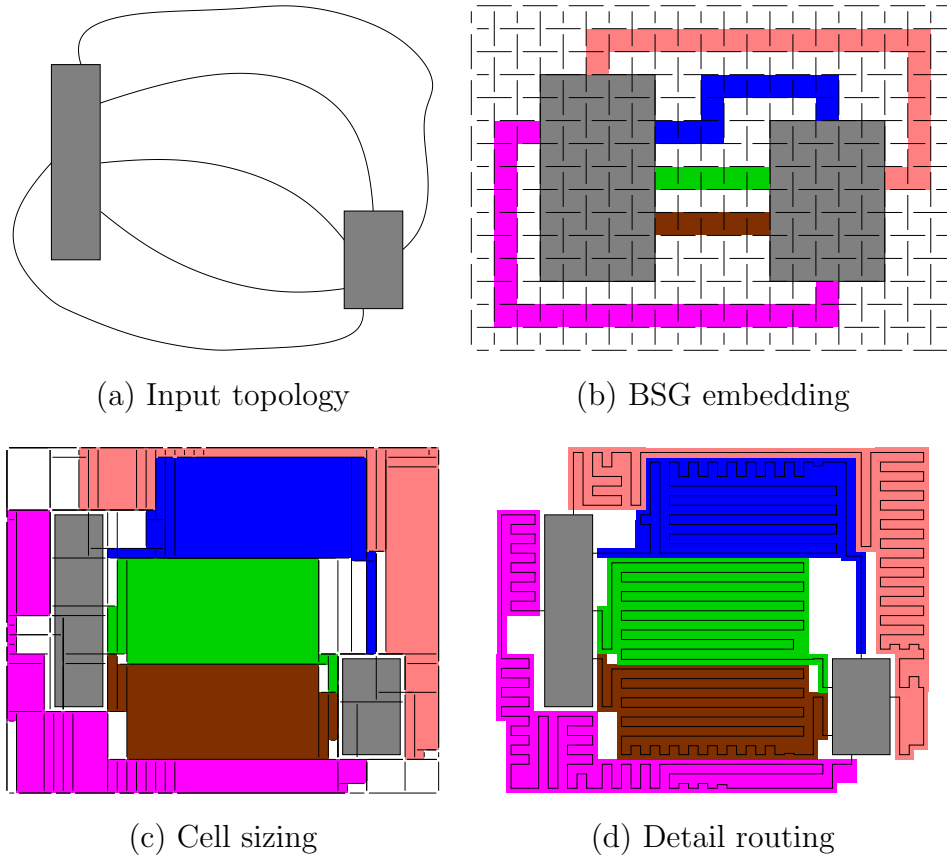 (a) Input topology
(b) BSG embedding
(c) Cell sizing
(d) Detail routing